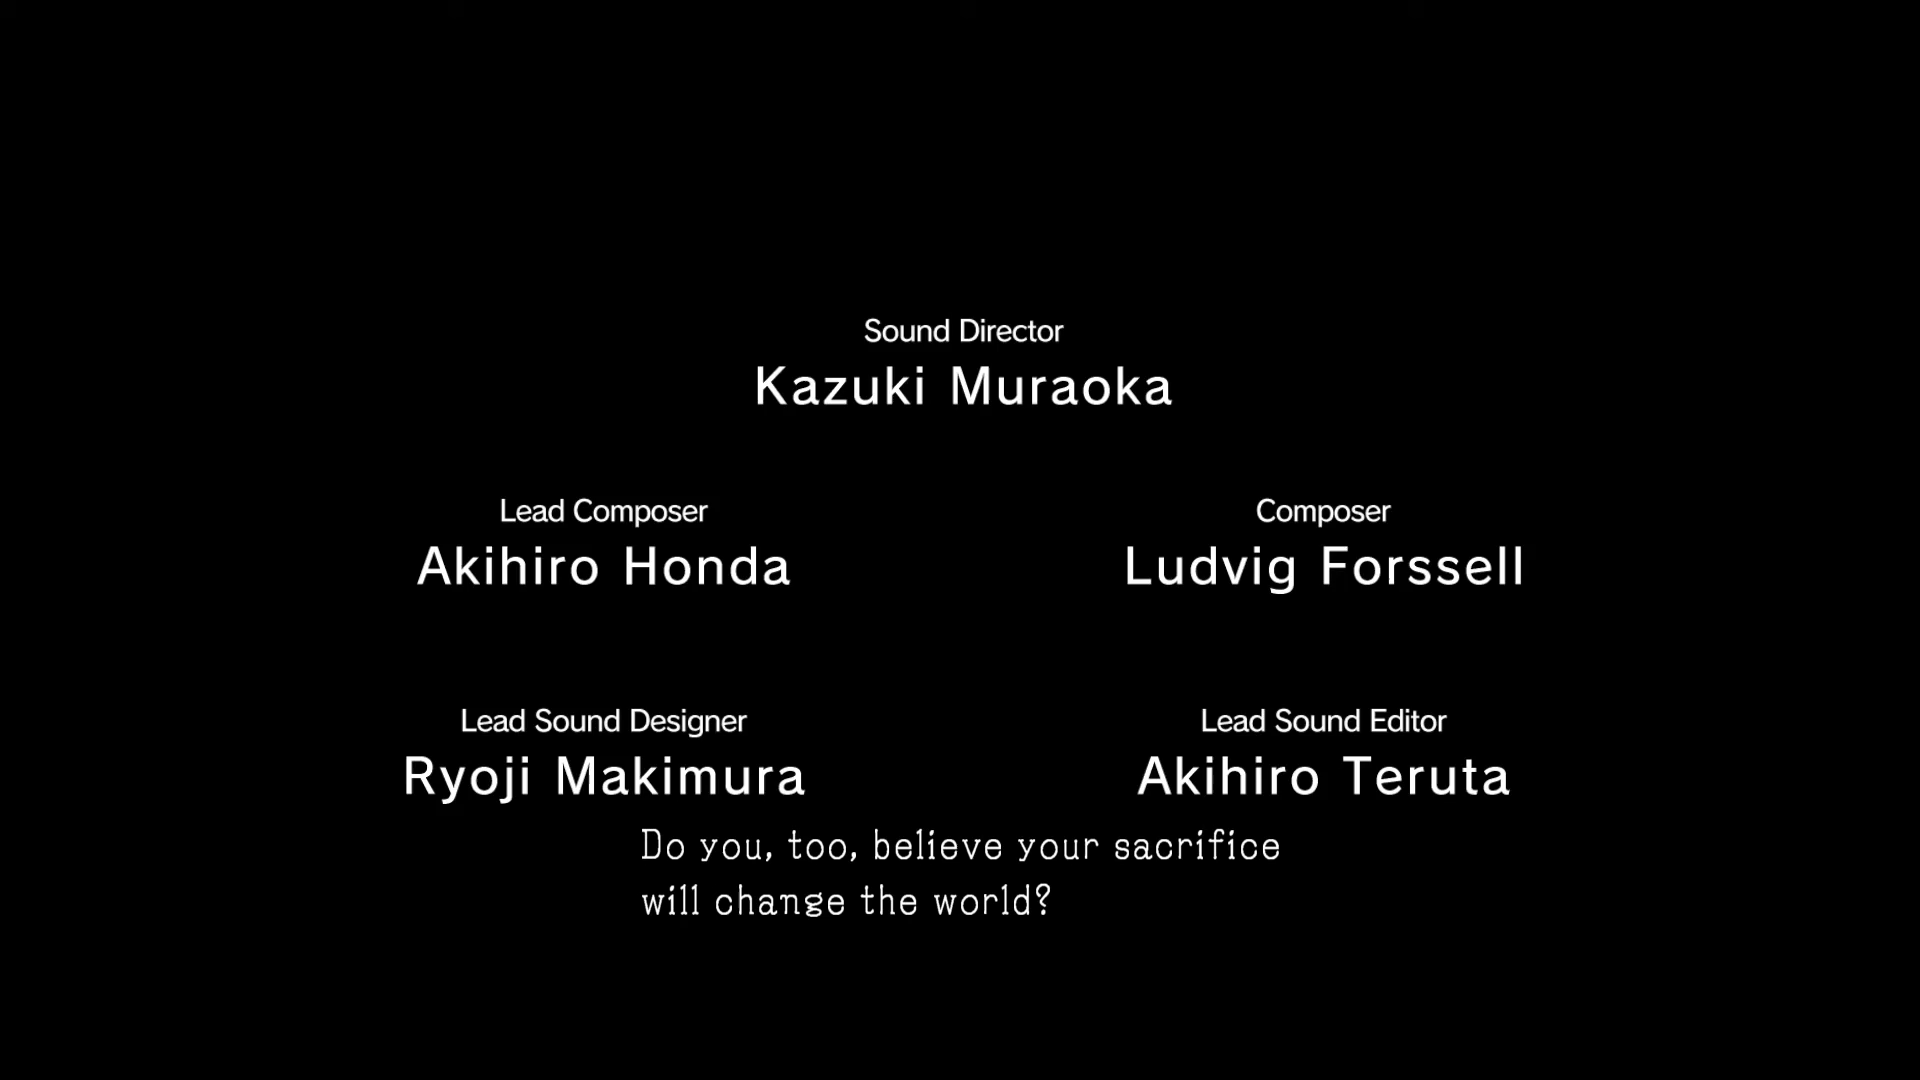 Sound Director
Kazuki Muraoka
Lead Composer
Akihiro Honda
Composer
Ludvig Forssell
Lead Sound Designer
Ryoji Makimura
Lead Sound Editor
Akihiro Teruta
Do you, too, believe your sacrifice
will change the world?